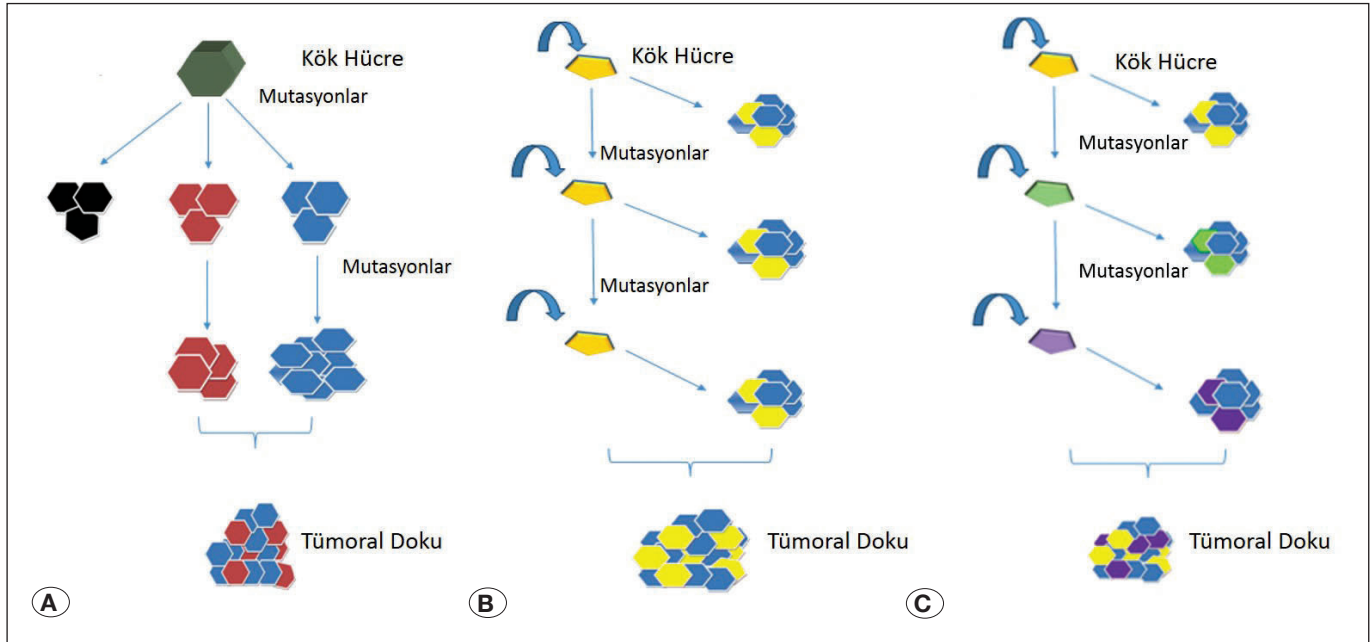 Kök Hücre
Mutasyonlar
Mutasyonlar
Tümoral Doku
A
Kök Hücre
Mutasyonlar
Mutasyonlar
Tümoral Doku
B
Kök Hücre
Mutasyonlar
Mutasyonlar
Tümoral Doku
C